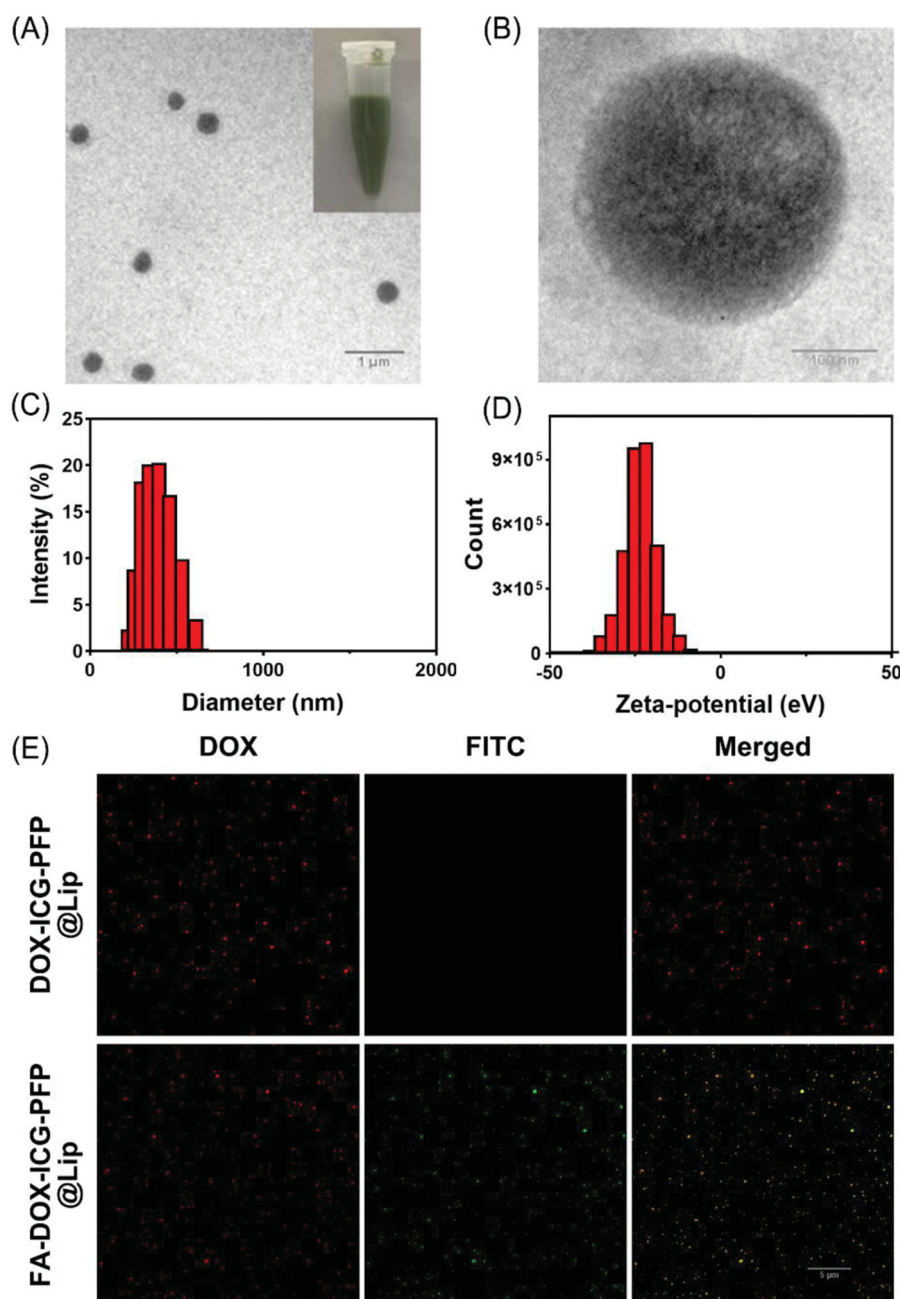 (A)
1 µm
(B)
100 nm
(C)
25
20
15
10
5
0
Intensity (%)
0
1000
2000
Diameter (nm)
(D)
9×10⁵
6×10⁵
3×10⁵
0
Count
-50
0
50
Zeta-potential (eV)
(E)
DOX
FITC
Merged
DOX-ICG-PFP
@Lip
FA-DOX-ICG-PFP
@Lip
5 µm